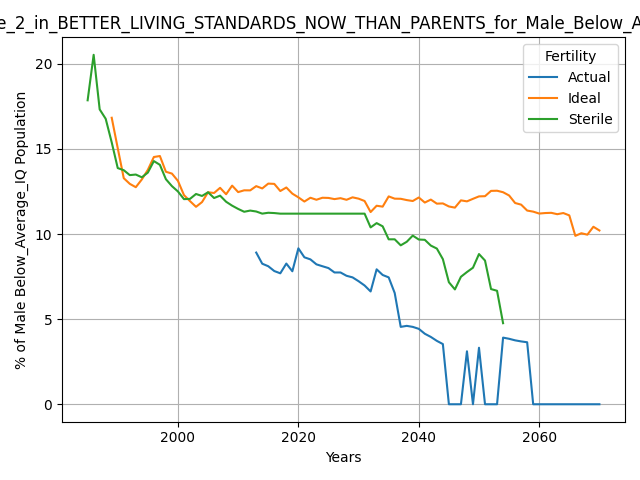 e_2_in_BETTER_LIVING_STANDARDS_NOW_THAN_PARENTS_for_Male_Below_A
Fertility
Actual
Ideal
Sterile
% of Male Below_Average_IQ Population
20
15
10
5
0
2000 2020 2040 2060
Years